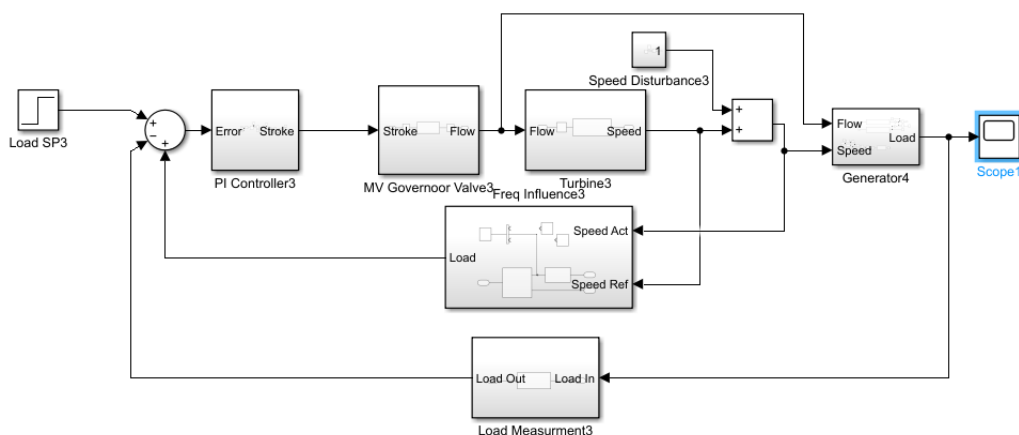 1
Speed Disturbance3
Load SP3
+
−
+
Error Stroke
PI Controller3
Stroke Flow
MV Governoor Valve3
Flow Speed
Turbine3
+
+
Flow
Speed
Load
Generator4
Scope1
Freq Influence3
Speed Act
Load
Speed Ref
Load Out Load In
Load Measurment3